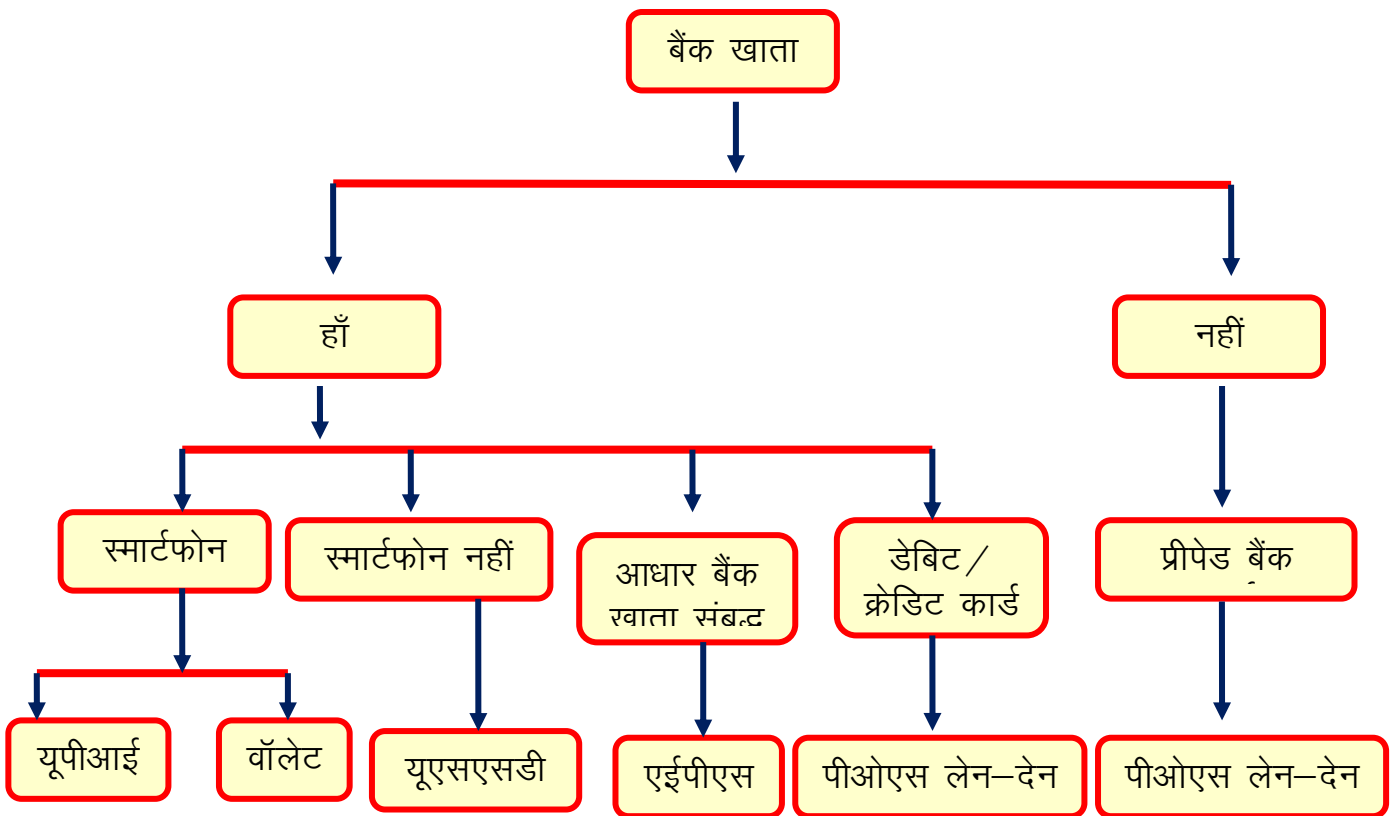 बैंक खाता
हाँ
नहीं
स्मार्टफोन
स्मार्टफोन नहीं
आधार बैंक
खाता संबद्ध
डेबिट/
क्रेडिट कार्ड
प्रीपेड बैंक
यूपीआई
वॉलेट
यूएसएसडी
एईपीएस
पीओएस लेन–देन
पीओएस लेन–देन